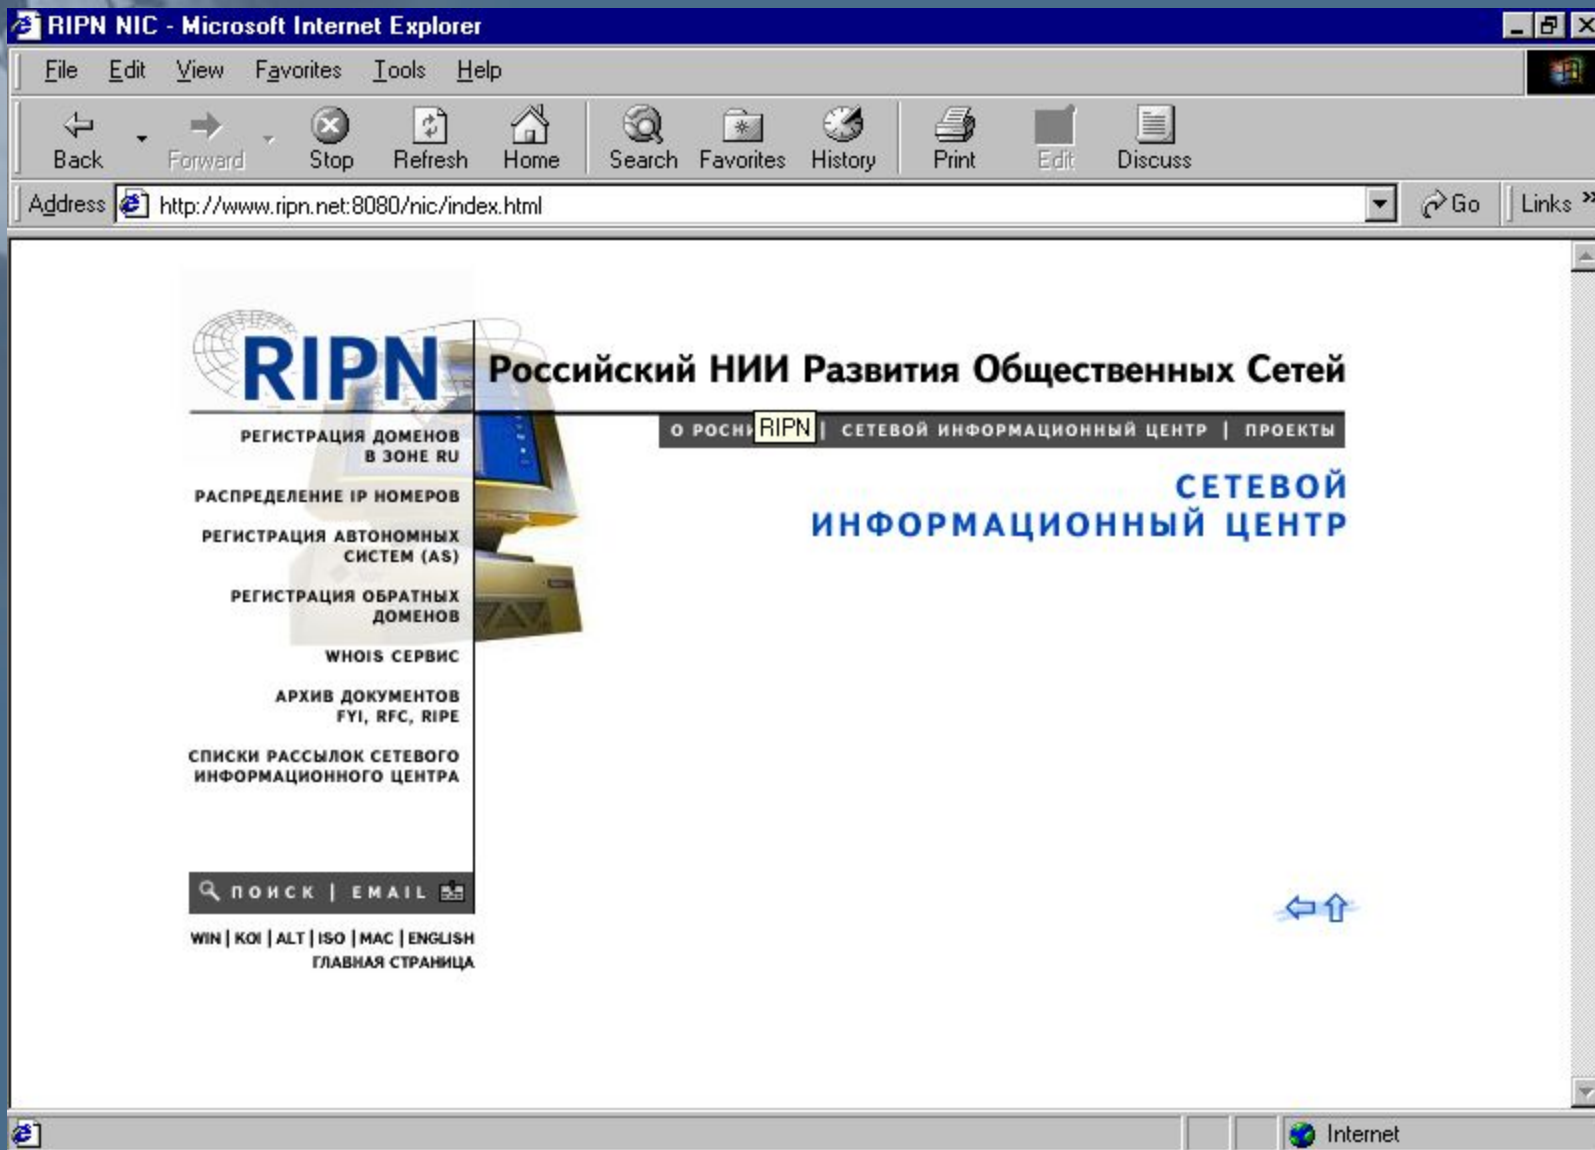 RIPN NIC - Microsoft Internet Explorer
File Edit View Favorites Tools Help
Back Forward Stop Refresh Home Search Favorites History Print Edit Discuss
Address http://www.ripn.net:8080/nic/index.html Go Links »
RIPN
Российский НИИ Развития Общественных Сетей
О РОСНИ RIPN | СЕТЕВОЙ ИНФОРМАЦИОННЫЙ ЦЕНТР | ПРОЕКТЫ
СЕТЕВОЙ
ИНФОРМАЦИОННЫЙ ЦЕНТР
РЕГИСТРАЦИЯ ДОМЕНОВ
В ЗОНЕ RU
РАСПРЕДЕЛЕНИЕ IP НОМЕРОВ
РЕГИСТРАЦИЯ АВТОНОМНЫХ
СИСТЕМ (AS)
РЕГИСТРАЦИЯ ОБРАТНЫХ
ДОМЕНОВ
WHOIS СЕРВИС
АРХИВ ДОКУМЕНТОВ
FYI, RFC, RIPE
СПИСКИ РАССЫЛОК СЕТЕВОГО
ИНФОРМАЦИОННОГО ЦЕНТРА
ПОИСК | EMAIL
WIN | KOI | ALT | ISO | MAC | ENGLISH
ГЛАВНАЯ СТРАНИЦА
Internet